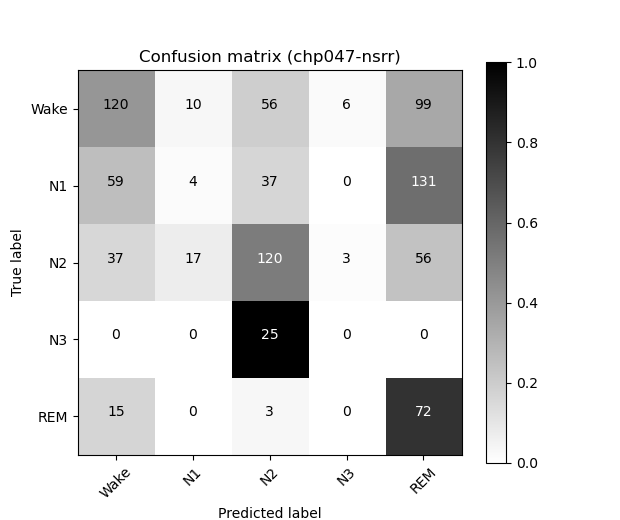 Confusion matrix (chp047-nsrr)
Wake 120 10 56 6 99
N1 59 4 37 0 131
N2 37 17 120 3 56
N3 0 0 25 0 0
REM 15 0 3 0 72
Wake N1 N2 N3 REM
True label
Predicted label
1.0
0.8
0.6
0.4
0.2
0.0